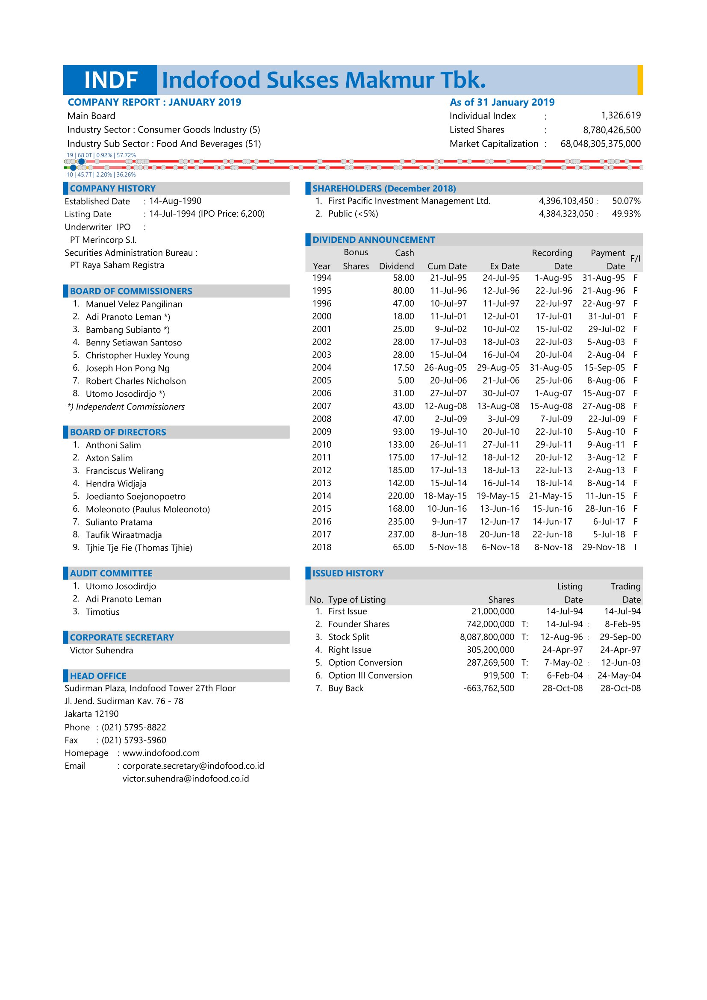 INDF Indofood Sukses Makmur Tbk.
COMPANY REPORT : JANUARY 2019
Main Board
Industry Sector : Consumer Goods Industry (5)
Industry Sub Sector : Food And Beverages (51)
As of 31 January 2019
Individual Index : 1,326.619
Listed Shares : 8,780,426,500
Market Capitalization : 68,048,305,375,000
19 | 68.0T | 0.92% | 57.72%
10 | 45.7T | 2.20% | 36.26%
COMPANY HISTORY
Established Date : 14-Aug-1990
Listing Date : 14-Jul-1994 (IPO Price: 6,200)
Underwriter IPO :
PT Merincorp S.I.
Securities Administration Bureau :
PT Raya Saham Registra
BOARD OF COMMISSIONERS
1. Manuel Velez Pangilinan
2. Adi Pranoto Leman *)
3. Bambang Subianto *)
4. Benny Setiawan Santoso
5. Christopher Huxley Young
6. Joseph Hon Pong Ng
7. Robert Charles Nicholson
8. Utomo Josodirdjo *)
*) Independent Commissioners
BOARD OF DIRECTORS
1. Anthoni Salim
2. Axton Salim
3. Franciscus Welirang
4. Hendra Widjaja
5. Joedianto Soejonopoetro
6. Moleonoto (Paulus Moleonoto)
7. Sulianto Pratama
8. Taufik Wiraatmadja
9. Tjhie Tje Fie (Thomas Tjhie)
AUDIT COMMITTEE
1. Utomo Josodirdjo
2. Adi Pranoto Leman
3. Timotius
CORPORATE SECRETARY
Victor Suhendra
HEAD OFFICE
Sudirman Plaza, Indofood Tower 27th Floor
Jl. Jend. Sudirman Kav. 76 - 78
Jakarta 12190
Phone : (021) 5795-8822
Fax : (021) 5793-5960
Homepage : www.indofood.com
Email : corporate.secretary@indofood.co.id
victor.suhendra@indofood.co.id
SHAREHOLDERS (December 2018)
1. First Pacific Investment Management Ltd. 4,396,103,450 : 50.07%
2. Public (<5%) 4,384,323,050 : 49.93%
DIVIDEND ANNOUNCEMENT
Bonus Cash Recording Payment F/I
Year Shares Dividend Cum Date Ex Date Date Date
1994 58.00 21-Jul-95 24-Jul-95 1-Aug-95 31-Aug-95 F
1995 80.00 11-Jul-96 12-Jul-96 22-Jul-96 21-Aug-96 F
1996 47.00 10-Jul-97 11-Jul-97 22-Jul-97 22-Aug-97 F
2000 18.00 11-Jul-01 12-Jul-01 17-Jul-01 31-Jul-01 F
2001 25.00 9-Jul-02 10-Jul-02 15-Jul-02 29-Jul-02 F
2002 28.00 17-Jul-03 18-Jul-03 22-Jul-03 5-Aug-03 F
2003 28.00 15-Jul-04 16-Jul-04 20-Jul-04 2-Aug-04 F
2004 17.50 26-Aug-05 29-Aug-05 31-Aug-05 15-Sep-05 F
2005 5.00 20-Jul-06 21-Jul-06 25-Jul-06 8-Aug-06 F
2006 31.00 27-Jul-07 30-Jul-07 1-Aug-07 15-Aug-07 F
2007 43.00 12-Aug-08 13-Aug-08 15-Aug-08 27-Aug-08 F
2008 47.00 2-Jul-09 3-Jul-09 7-Jul-09 22-Jul-09 F
2009 93.00 19-Jul-10 20-Jul-10 22-Jul-10 5-Aug-10 F
2010 133.00 26-Jul-11 27-Jul-11 29-Jul-11 9-Aug-11 F
2011 175.00 17-Jul-12 18-Jul-12 20-Jul-12 3-Aug-12 F
2012 185.00 17-Jul-13 18-Jul-13 22-Jul-13 2-Aug-13 F
2013 142.00 15-Jul-14 16-Jul-14 18-Jul-14 8-Aug-14 F
2014 220.00 18-May-15 19-May-15 21-May-15 11-Jun-15 F
2015 168.00 10-Jun-16 13-Jun-16 15-Jun-16 28-Jun-16 F
2016 235.00 9-Jun-17 12-Jun-17 14-Jun-17 6-Jul-17 F
2017 237.00 8-Jun-18 20-Jun-18 22-Jun-18 5-Jul-18 F
2018 65.00 5-Nov-18 6-Nov-18 8-Nov-18 29-Nov-18 I
ISSUED HISTORY
Listing Trading
No. Type of Listing Shares Date Date
1. First Issue 21,000,000 14-Jul-94 14-Jul-94
2. Founder Shares 742,000,000 T: 14-Jul-94 : 8-Feb-95
3. Stock Split 8,087,800,000 T: 12-Aug-96 : 29-Sep-00
4. Right Issue 305,200,000 24-Apr-97 24-Apr-97
5. Option Conversion 287,269,500 T: 7-May-02 : 12-Jun-03
6. Option III Conversion 919,500 T: 6-Feb-04 : 24-May-04
7. Buy Back -663,762,500 28-Oct-08 28-Oct-08